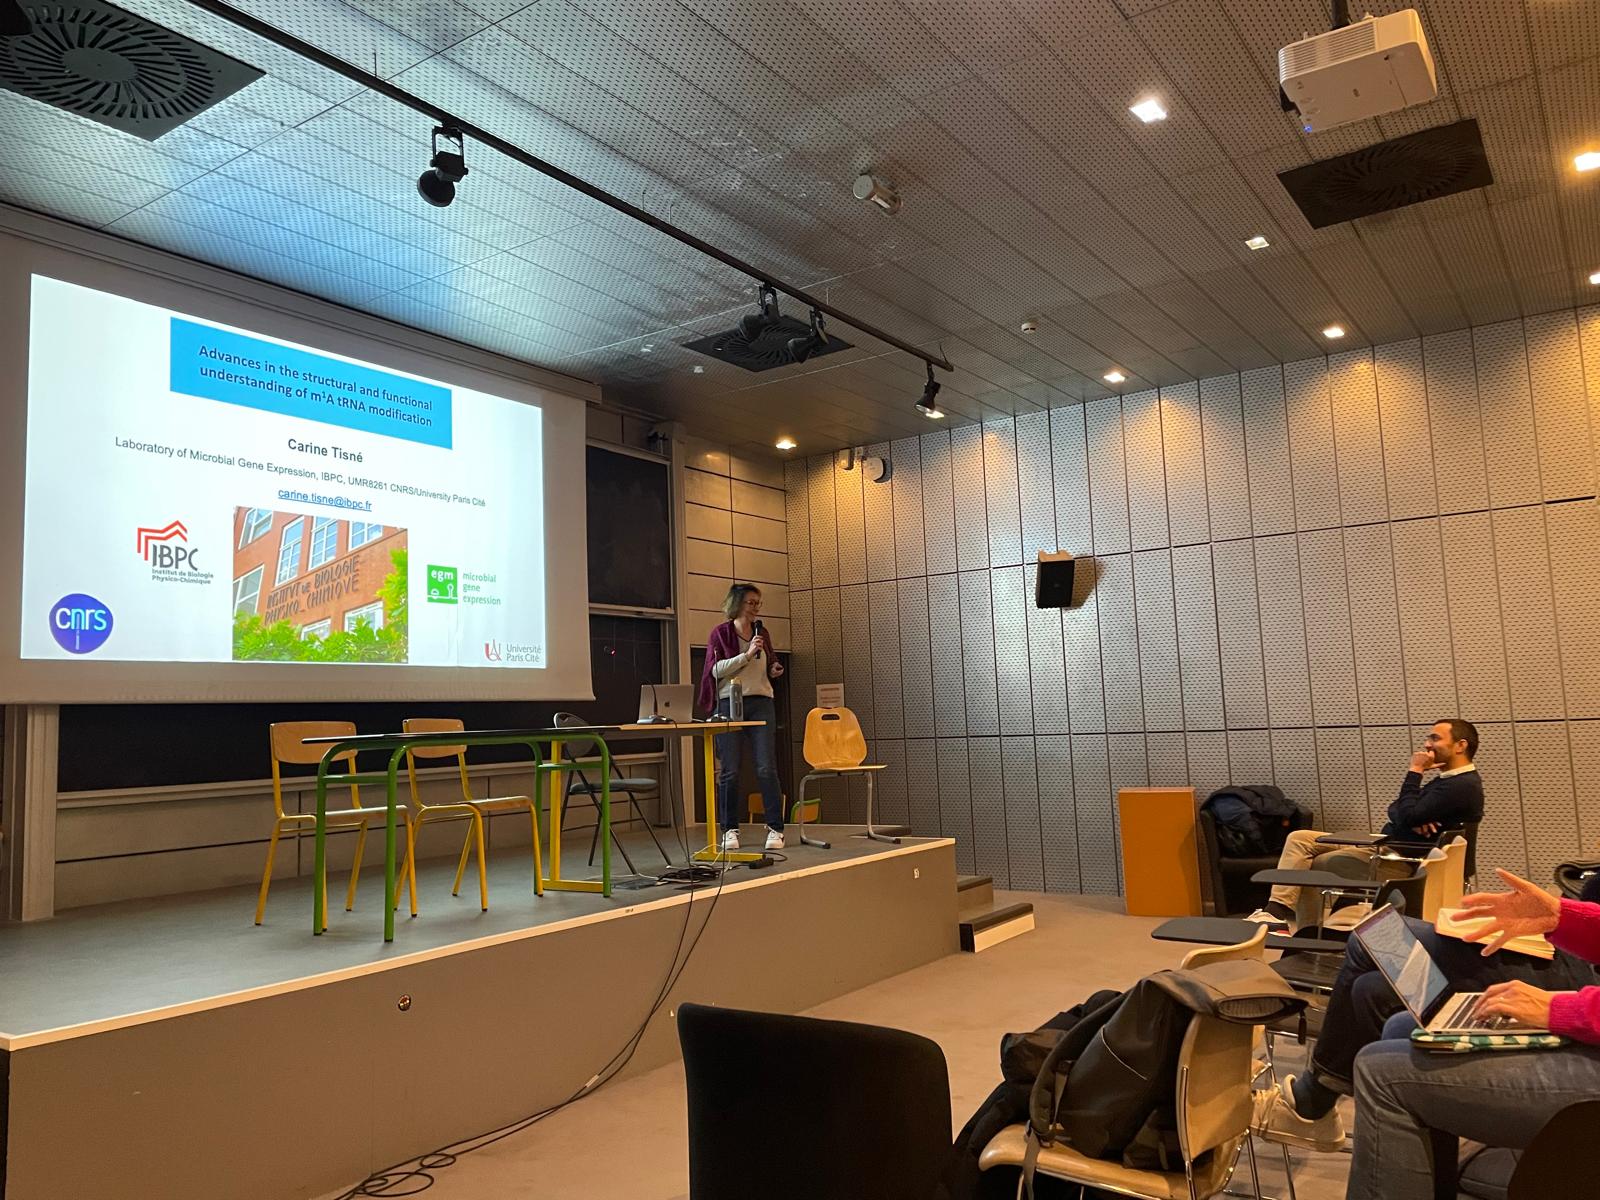 Advances in the structural and functional
understanding of m¹A tRNA modification
Carine Tisné
Laboratory of Microbial Gene Expression, IBPC, UMR8261 CNRS/University Paris Cité
carine.tisne@ibpc.fr
IBPC
Institut de Biologie
Physico-Chimique
INSTITUT DE BIOLOGIE
PHYSICO-CHIMIQUE
egm
microbial
gene
expression
cnrs
Université
Paris Cité